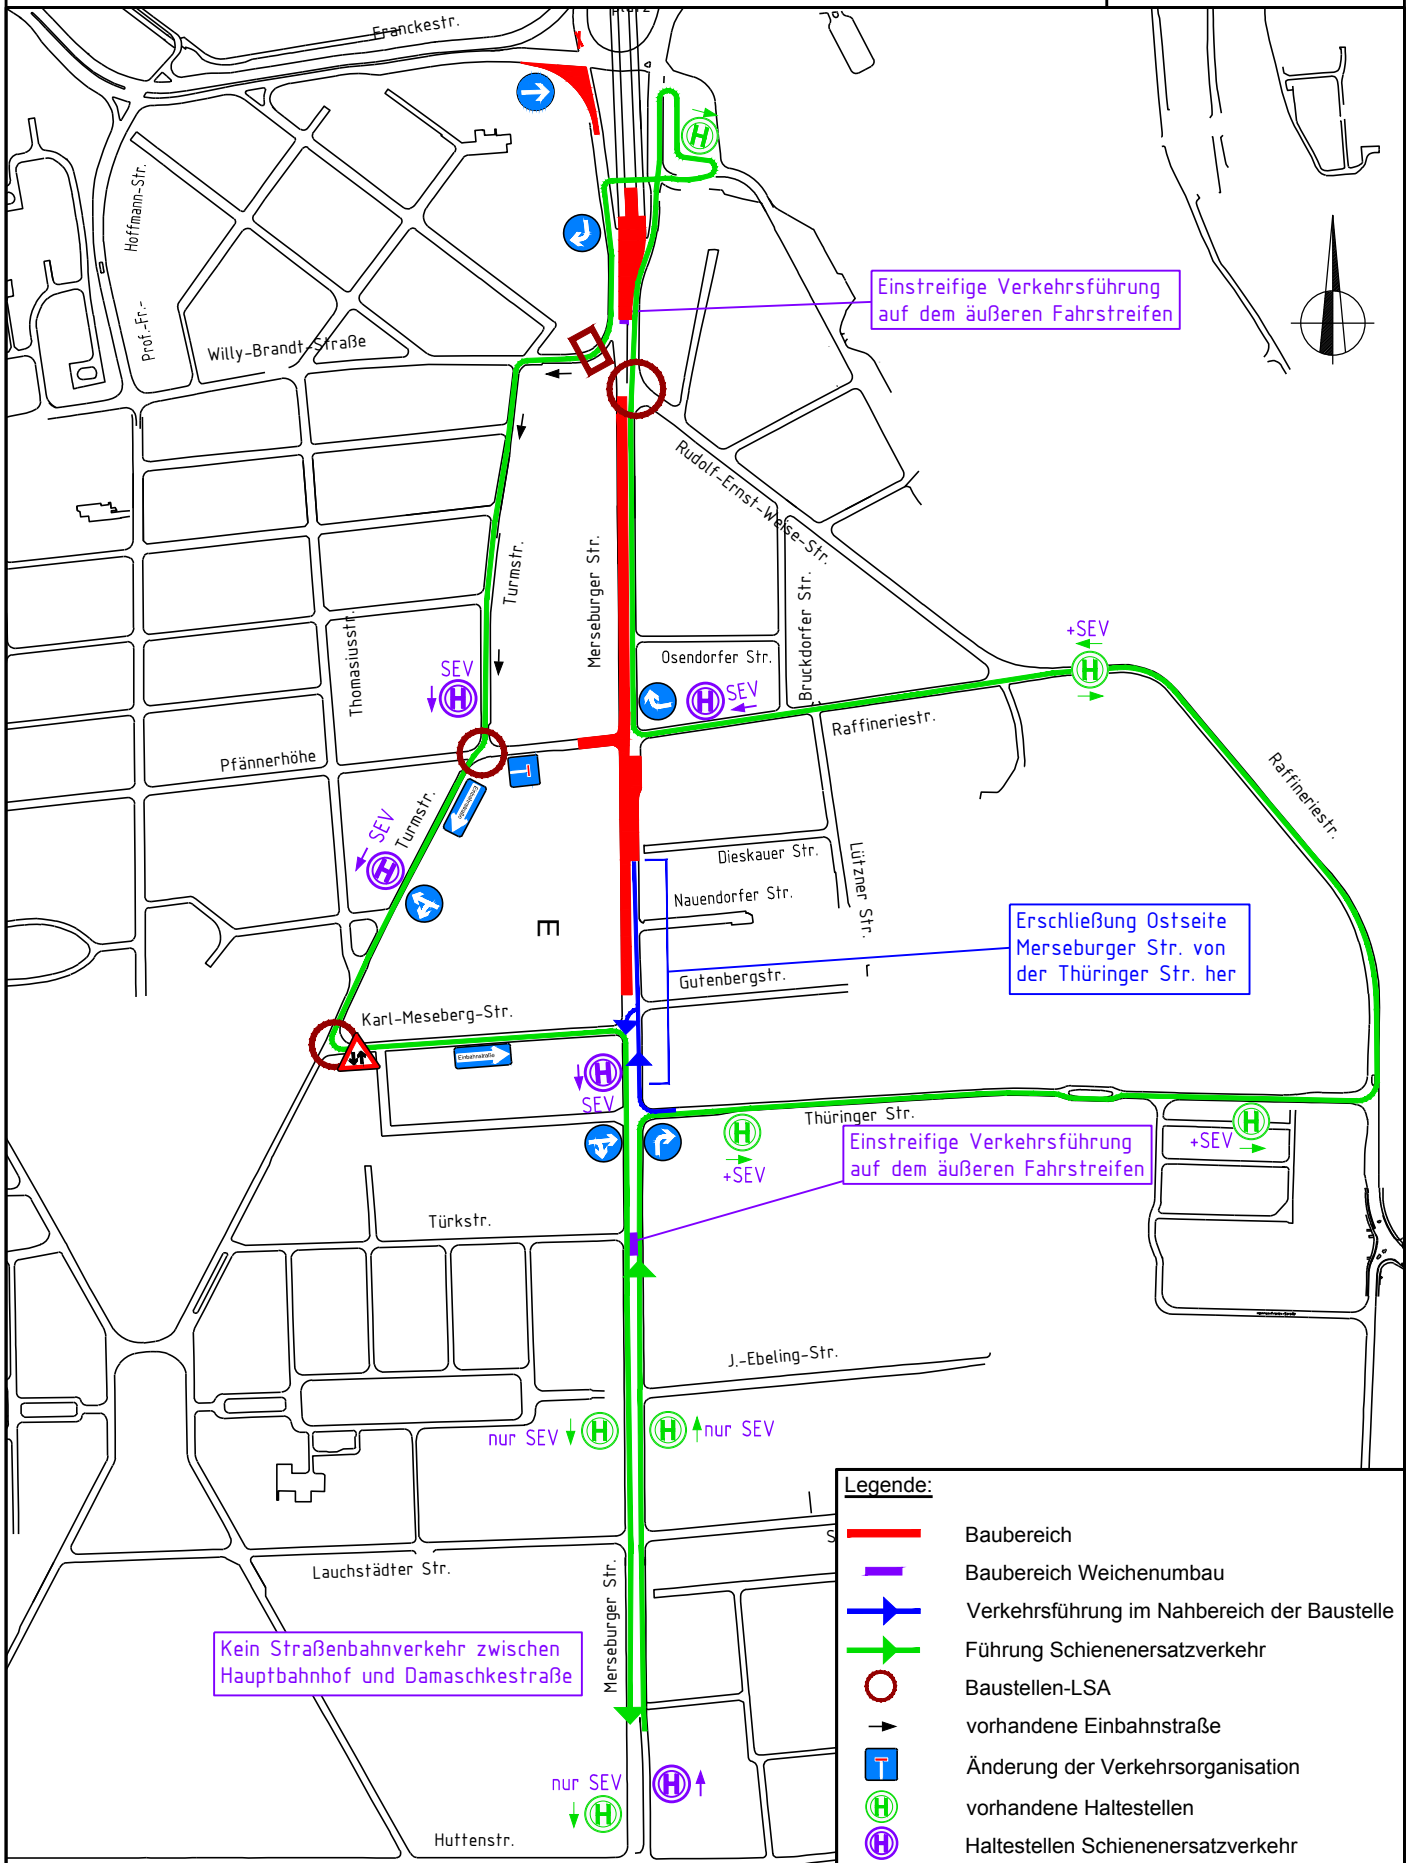 Franckestr.
Hoffmann-Str.
Prof.-Fr.-
Willy-Brandt-Straße
Einstreifige Verkehrsführung
auf dem äußeren Fahrstreifen
Rudolf-Ernst-Weise-Str.
Turmstr.
Merseburger Str.
Thomasiusstr.
Bruckdorfer Str.
Osendorfer Str.
+SEV
H
SEV
H
H
SEV
H
Raffineriestr.
Raffineriestr.
Pfännerhöhe
Einbahnstraße
Turmstr.
SEV
H
Dieskauer Str.
Lützner Str.
Nauendorfer Str.
E
Erschließung Ostseite
Merseburger Str. von
der Thüringer Str. her
Gutenbergstr.
r
Karl-Meseberg-Str.
Einbahnstraße
H
SEV
Thüringer Str.
H
+SEV
H
+SEV
Einstreifige Verkehrsführung
auf dem äußeren Fahrstreifen
Türkstr.
J.-Ebeling-Str.
nur SEV H
H nur SEV
S
Lauchstädter Str.
Merseburger Str.
Kein Straßenbahnverkehr zwischen
Hauptbahnhof und Damaschkestraße
nur SEV
H
H
Huttenstr.
Legende:
Baubereich
Baubereich Weichenumbau
Verkehrsführung im Nahbereich der Baustelle
Führung Schienenersatzverkehr
Baustellen-LSA
vorhandene Einbahnstraße
Änderung der Verkehrsorganisation
H vorhandene Haltestellen
H Haltestellen Schienenersatzverkehr